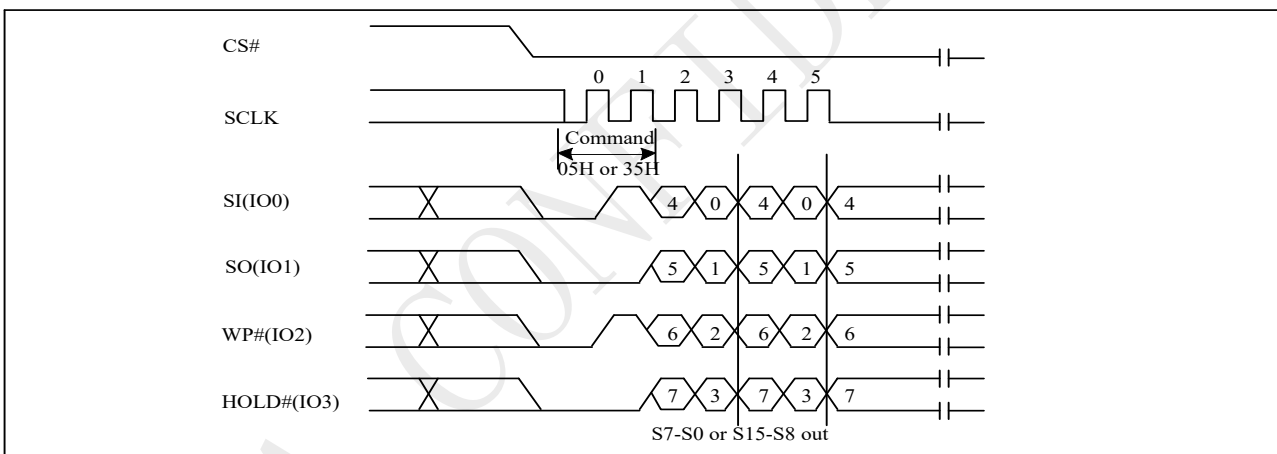 CS#
0 1 2 3 4 5
SCLK
Command
05H or 35H
SI(IO0) 4 0 4 0 4
SO(IO1) 5 1 5 1 5
WP#(IO2) 6 2 6 2 6
HOLD#(IO3) 7 3 7 3 7
S7-S0 or S15-S8 out